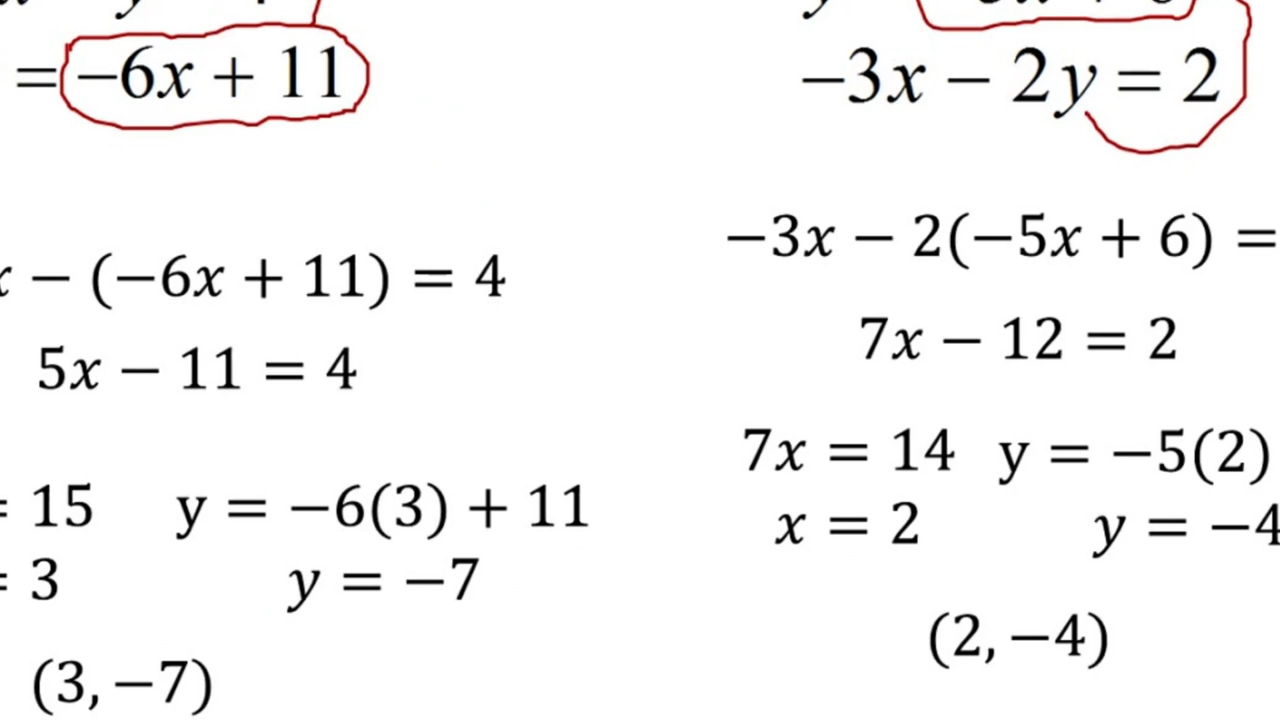 = −6x + 11
− (−6x + 11) = 4
5x − 11 = 4
= 15 y = −6(3) + 11
= 3 y = −7
(3, −7)
−3x − 2y = 2
−3x − 2(−5x + 6) =
7x − 12 = 2
7x = 14 y = −5(2)
x = 2 y = −4
(2, −4)